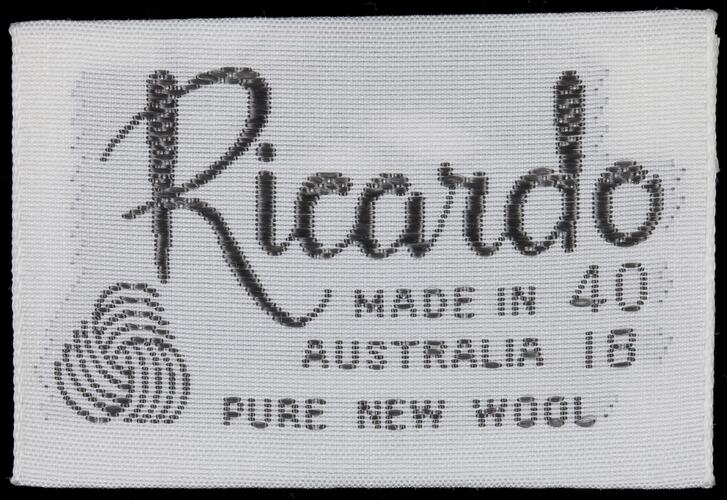 Ricardo
MADE IN 40
AUSTRALIA 18
PURE NEW WOOL